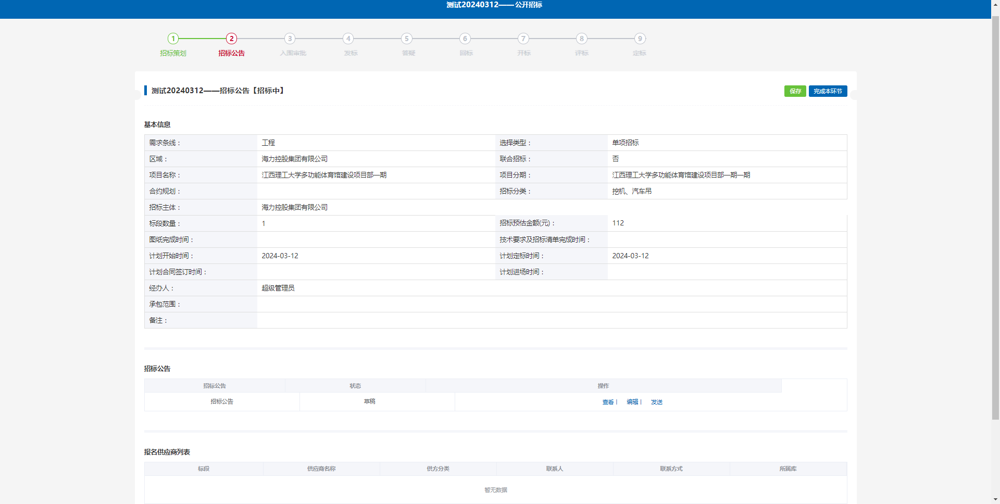 测试20240312——公开招标
1 2 3 4 5 6 7 8 9
招标策划 招标公告 入围审批 发标 答疑 回标 开标 评标 定标
测试20240312——招标公告【招标中】 保存 完成本环节
基本信息
需求条线： 工程 选择类型： 单项招标
区域： 海力控股集团有限公司 联合招标： 否
项目名称： 江西理工大学多功能体育馆建设项目部一期 项目分期： 江西理工大学多功能体育馆建设项目部一期一期
合约规划： 招标分类： 挖机、汽车吊
招标主体： 海力控股集团有限公司
标段数量： 1 招标预估金额(元)： 112
图纸完成时间： 技术要求及招标清单完成时间：
计划开始时间： 2024-03-12 计划定标时间： 2024-03-12
计划合同签订时间： 计划进场时间：
经办人： 超级管理员
承包范围：
备注：
招标公告
招标公告 状态 操作
招标公告 草稿 查看| 编辑| 发送
报名供应商列表
标段 供应商名称 供方分类 联系人 联系方式 所属库
暂无数据